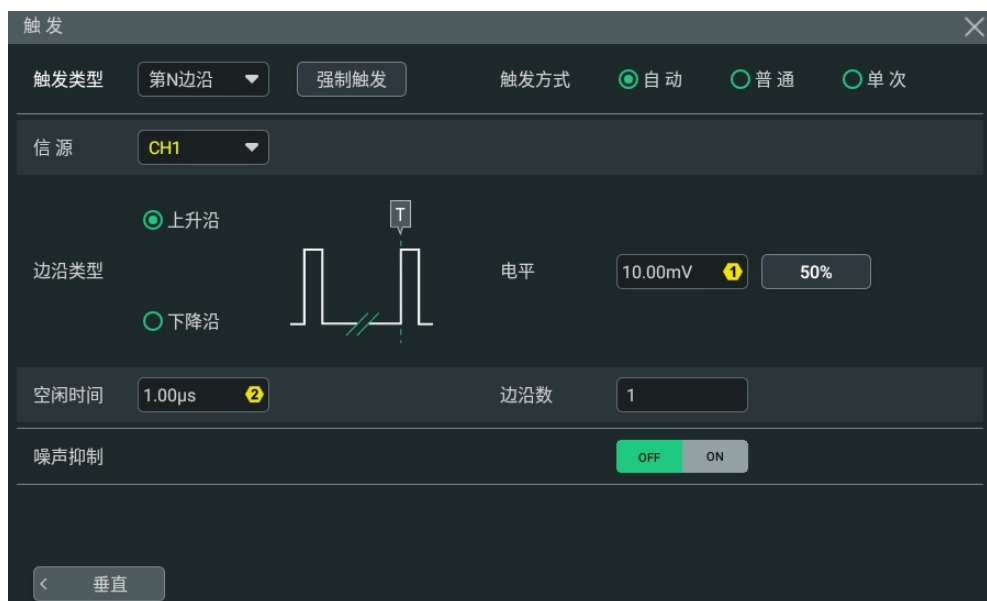 触发
触发类型 第N边沿 强制触发 触发方式 自动 普通 单次
信源 CH1
上升沿
T
边沿类型 电平 10.00mV 1 50%
下降沿
空闲时间 1.00μs 2 边沿数 1
噪声抑制 OFF ON
< 垂直